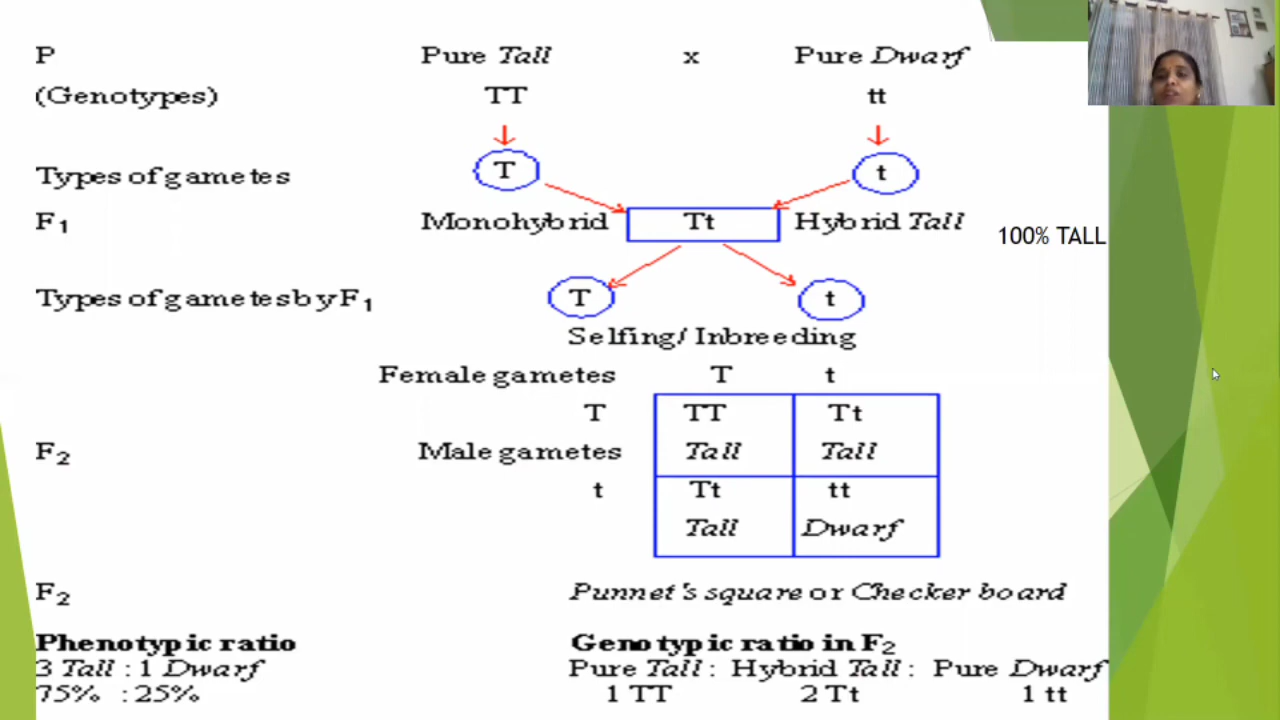 P Pure Tall x Pure Dwarf
(Genotypes) TT tt
Types of gametes T t
F₁ Monohybrid Tt Hybrid Tall 100% TALL
Types of gametes by F₁ T t
Selfing/ Inbreeding
Female gametes T t
T TT Tt
F₂ Male gametes Tall Tall
t Tt tt
Tall Dwarf
F₂ Punnet's square or Checker board
Phenotypic ratio Genotypic ratio in F₂
3 Tall : 1 Dwarf Pure Tall : Hybrid Tall : Pure Dwarf
75% : 25% 1 TT 2 Tt 1 tt